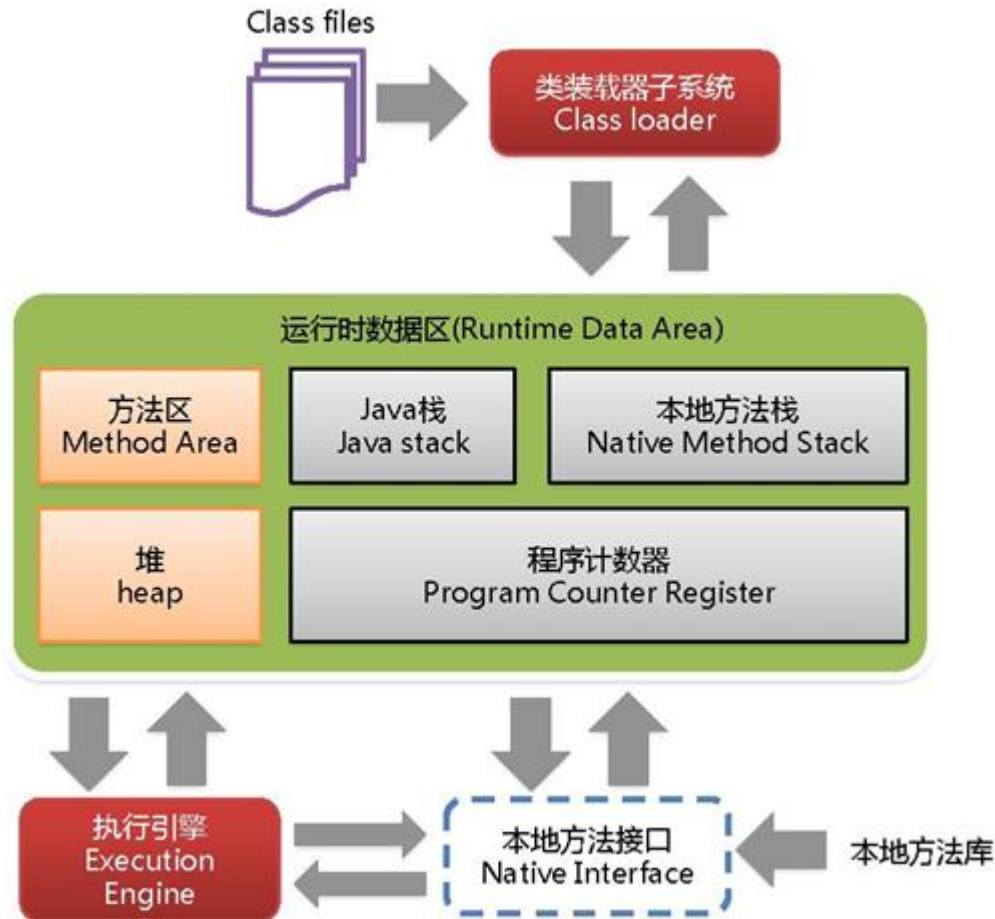 Class files
类装载器子系统
Class loader
运行时数据区(Runtime Data Area)
方法区
Method Area
Java栈
Java stack
本地方法栈
Native Method Stack
堆
heap
程序计数器
Program Counter Register
执行引擎
Execution
Engine
本地方法接口
Native Interface
本地方法库